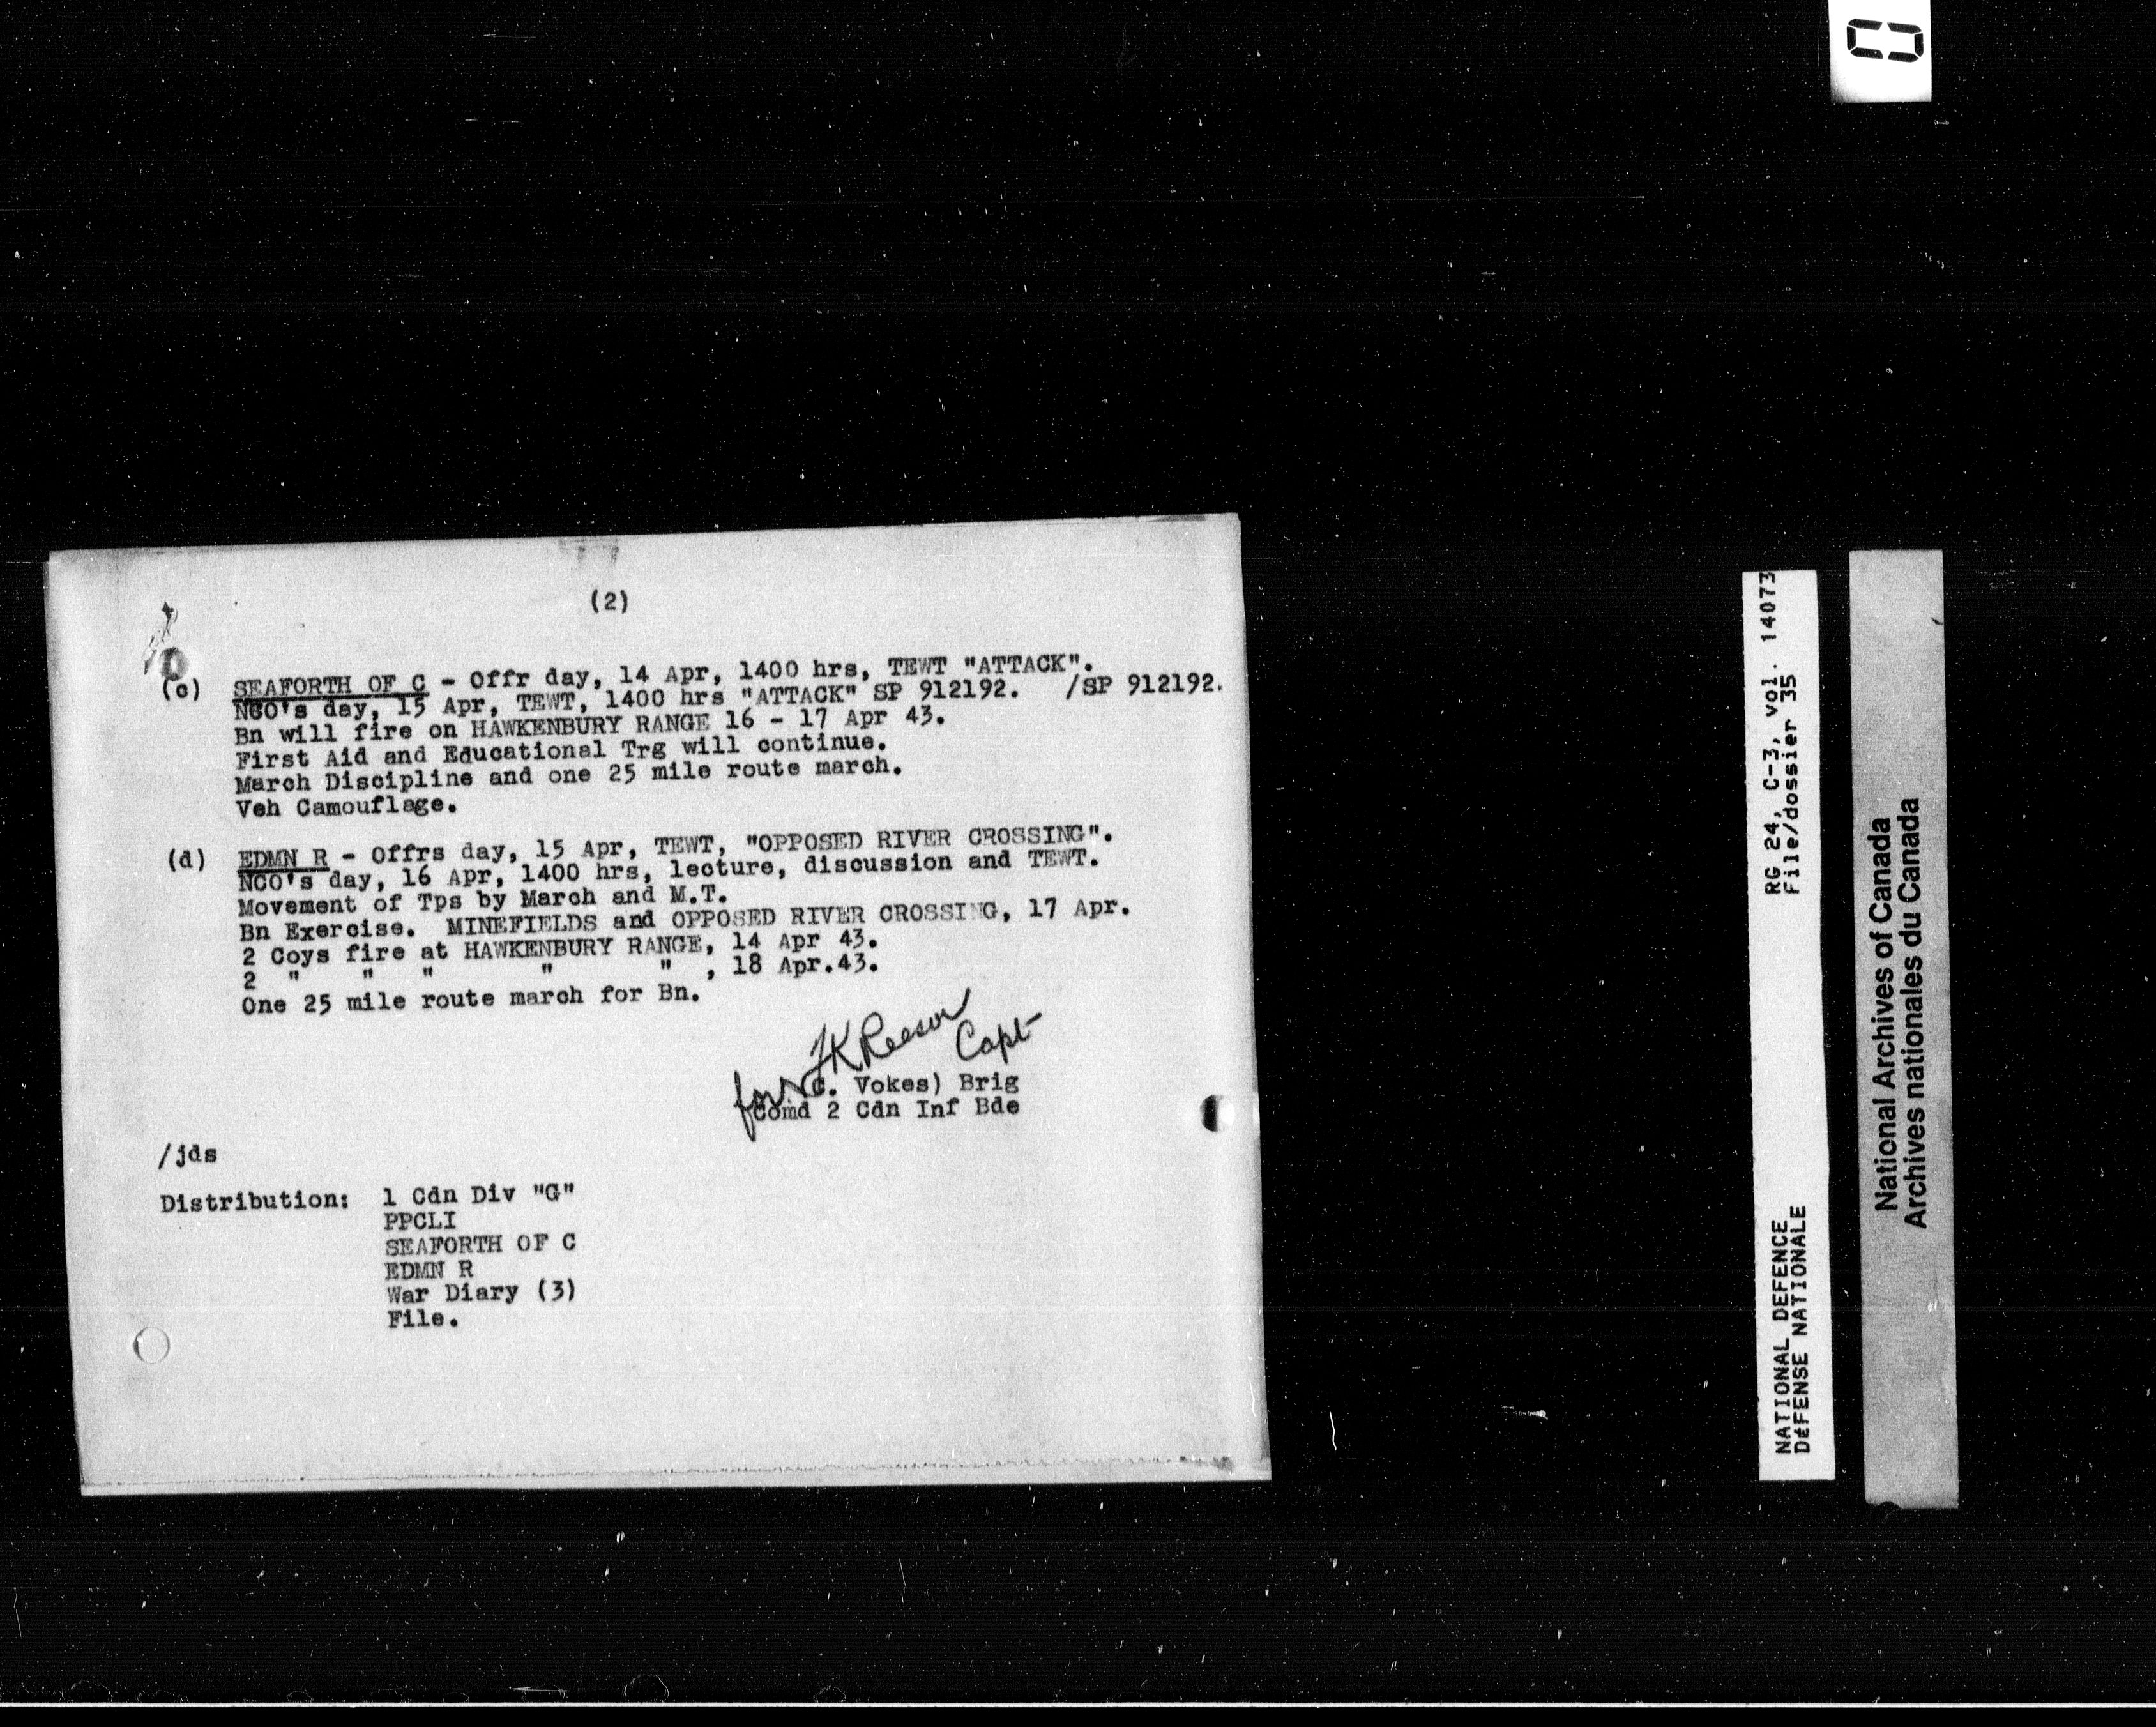 (2)
(c) SEAFORTH OF C - Offr day, 14 Apr, 1400 hrs, TEWT "ATTACK".
/SP 912192.
NCO's day, 15 Apr, TEWT, 1400 hrs "ATTACK" SP 912192.
Bn will fire on HAWKENBURY RANGE 16 - 17 Apr 43.
First Aid and Educational Trg will continue.
March Discipline and one 25 mile route march.
Veh Camouflage.
(d) EDMN R - Offrs day, 15 Apr, TEWT, "OPPOSED RIVER CROSSING".
NCO's day, 16 Apr, 1400 hrs, lecture, discussion and TEWT.
Movement of Tps by March and M.T.
Bn Exercise. MINEFIELDS and OPPOSED RIVER CROSSING, 17 Apr.
2 Coys fire at HAWKENBURY RANGE, 14 Apr 43.
2 " " " " " , 18 Apr.43.
One 25 mile route march for Bn.
FK Reesor Capt
for (C. Vokes) Brig
Comd 2 Cdn Inf Bde
/jds
Distribution: 1 Cdn Div "G"
PPCLI
SEAFORTH OF C
EDMN R
War Diary (3)
File.
NATIONAL DEFENCE RG 24, C-3, vol. 14073
DÉFENSE NATIONALE File/dossier 35
National Archives of Canada
Archives nationales du Canada